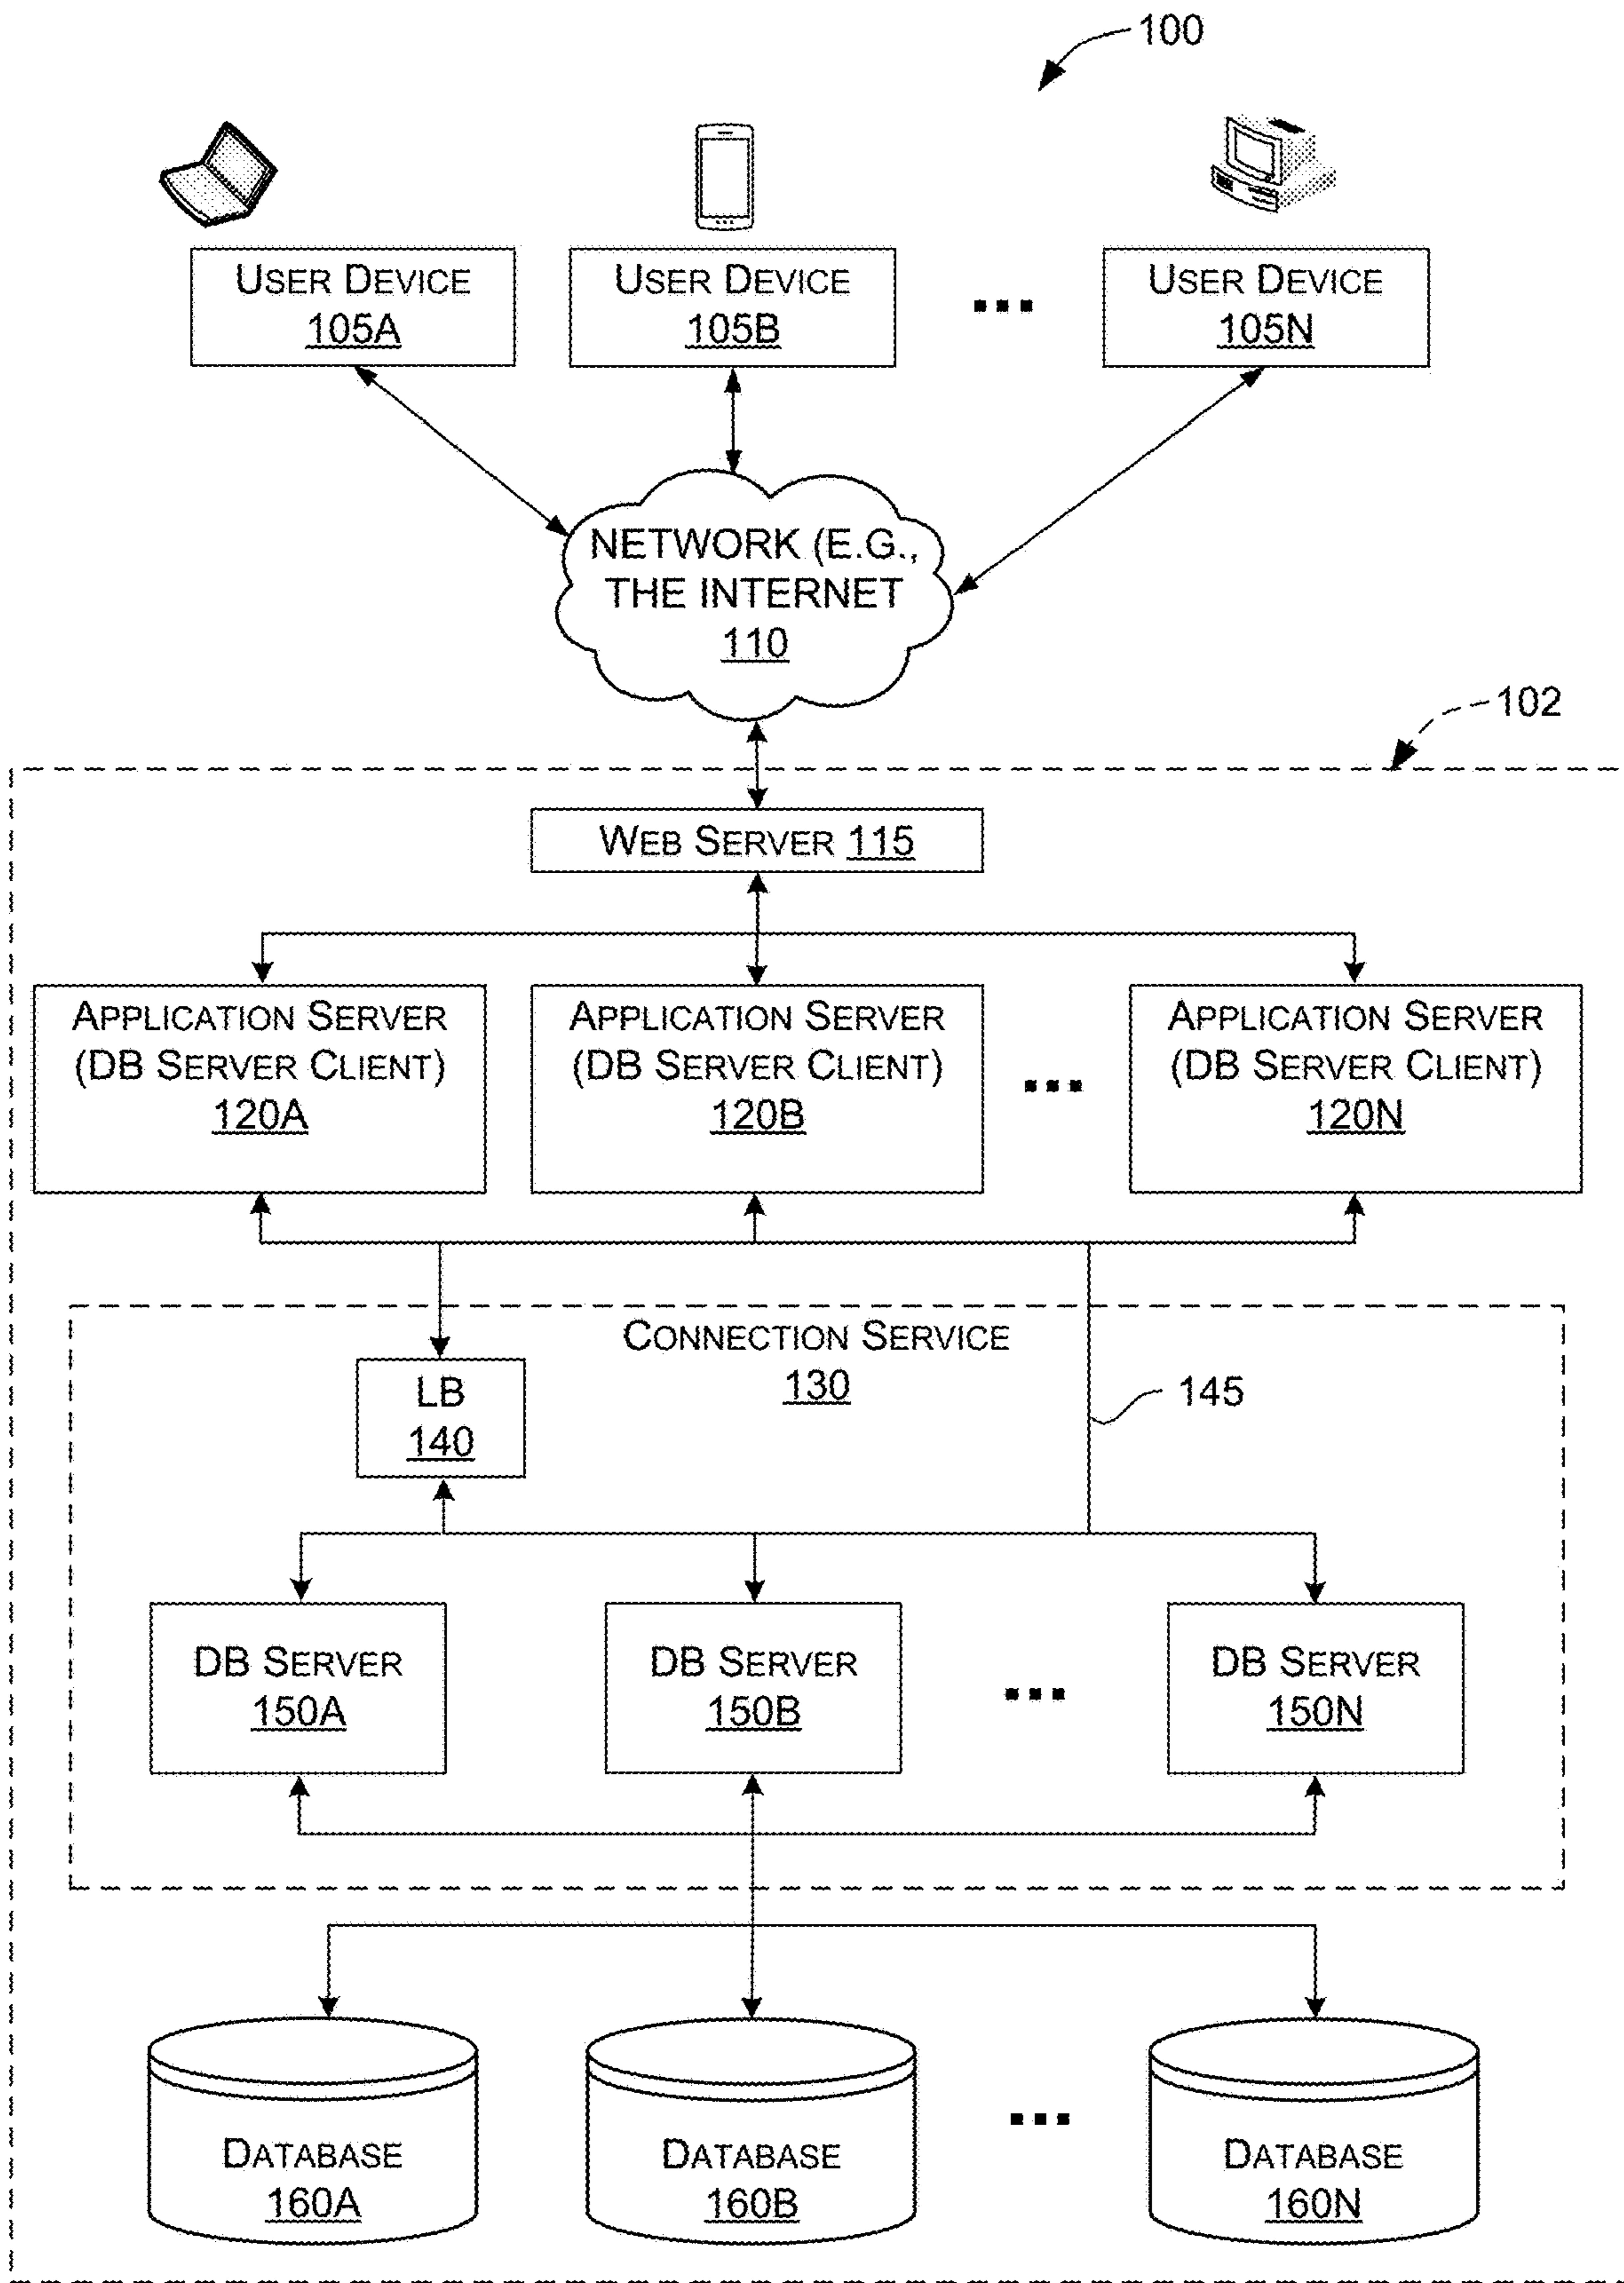 100
USER DEVICE
105A
USER DEVICE
105B
...
USER DEVICE
105N
NETWORK (E.G.,
THE INTERNET
110
102
WEB SERVER 115
APPLICATION SERVER
(DB SERVER CLIENT)
120A
APPLICATION SERVER
(DB SERVER CLIENT)
120B
...
APPLICATION SERVER
(DB SERVER CLIENT)
120N
CONNECTION SERVICE
130
LB
140
145
DB SERVER
150A
DB SERVER
150B
...
DB SERVER
150N
DATABASE
160A
DATABASE
160B
...
DATABASE
160N